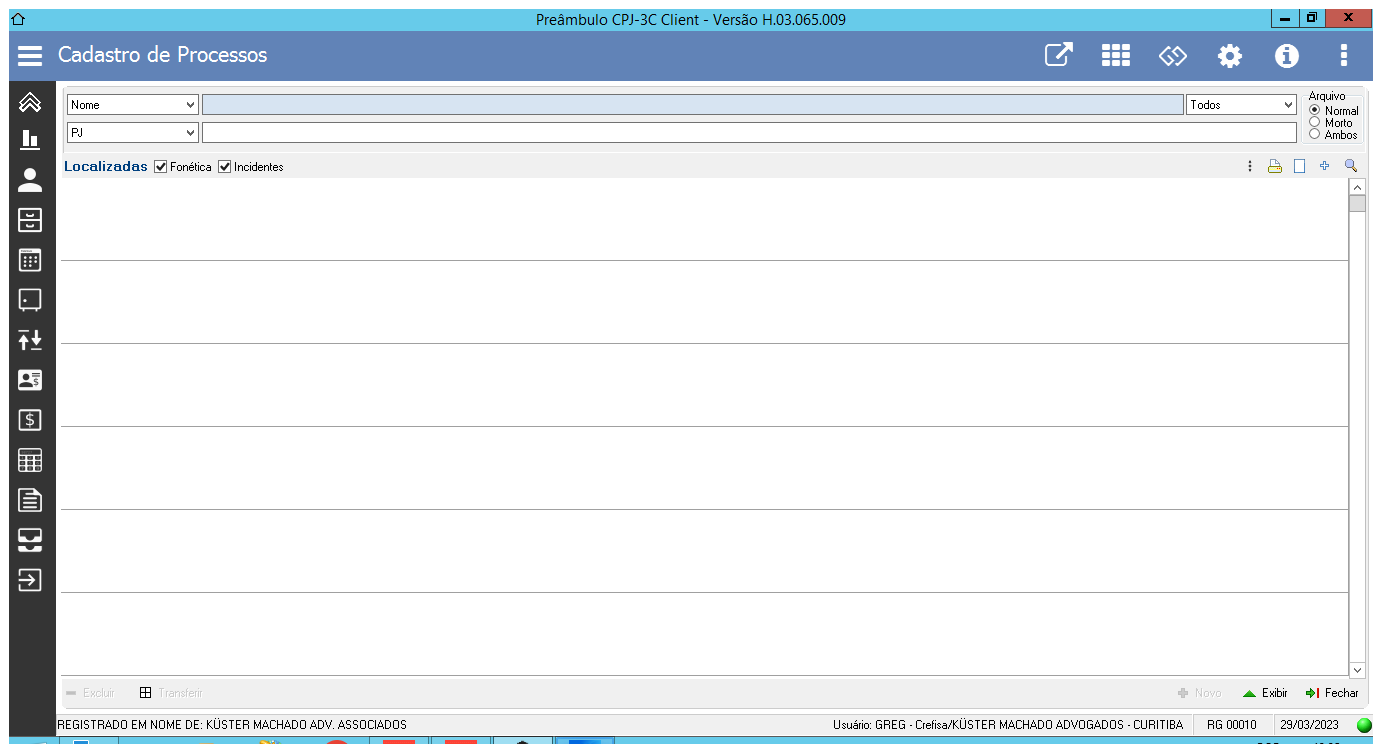 Preâmbulo CPJ-3C Client - Versão H.03.065.009
Cadastro de Processos
Nome
Todos
Arquivo
Normal
Morto
Ambos
PJ
Localizadas Fonética Incidentes
Excluir Transferir Novo Exibir Fechar
REGISTRADO EM NOME DE: KÜSTER MACHADO ADV. ASSOCIADOS Usuário: GREG - Crefisa/KÜSTER MACHADO ADVOGADOS - CURITIBA RG 00010 29/03/2023